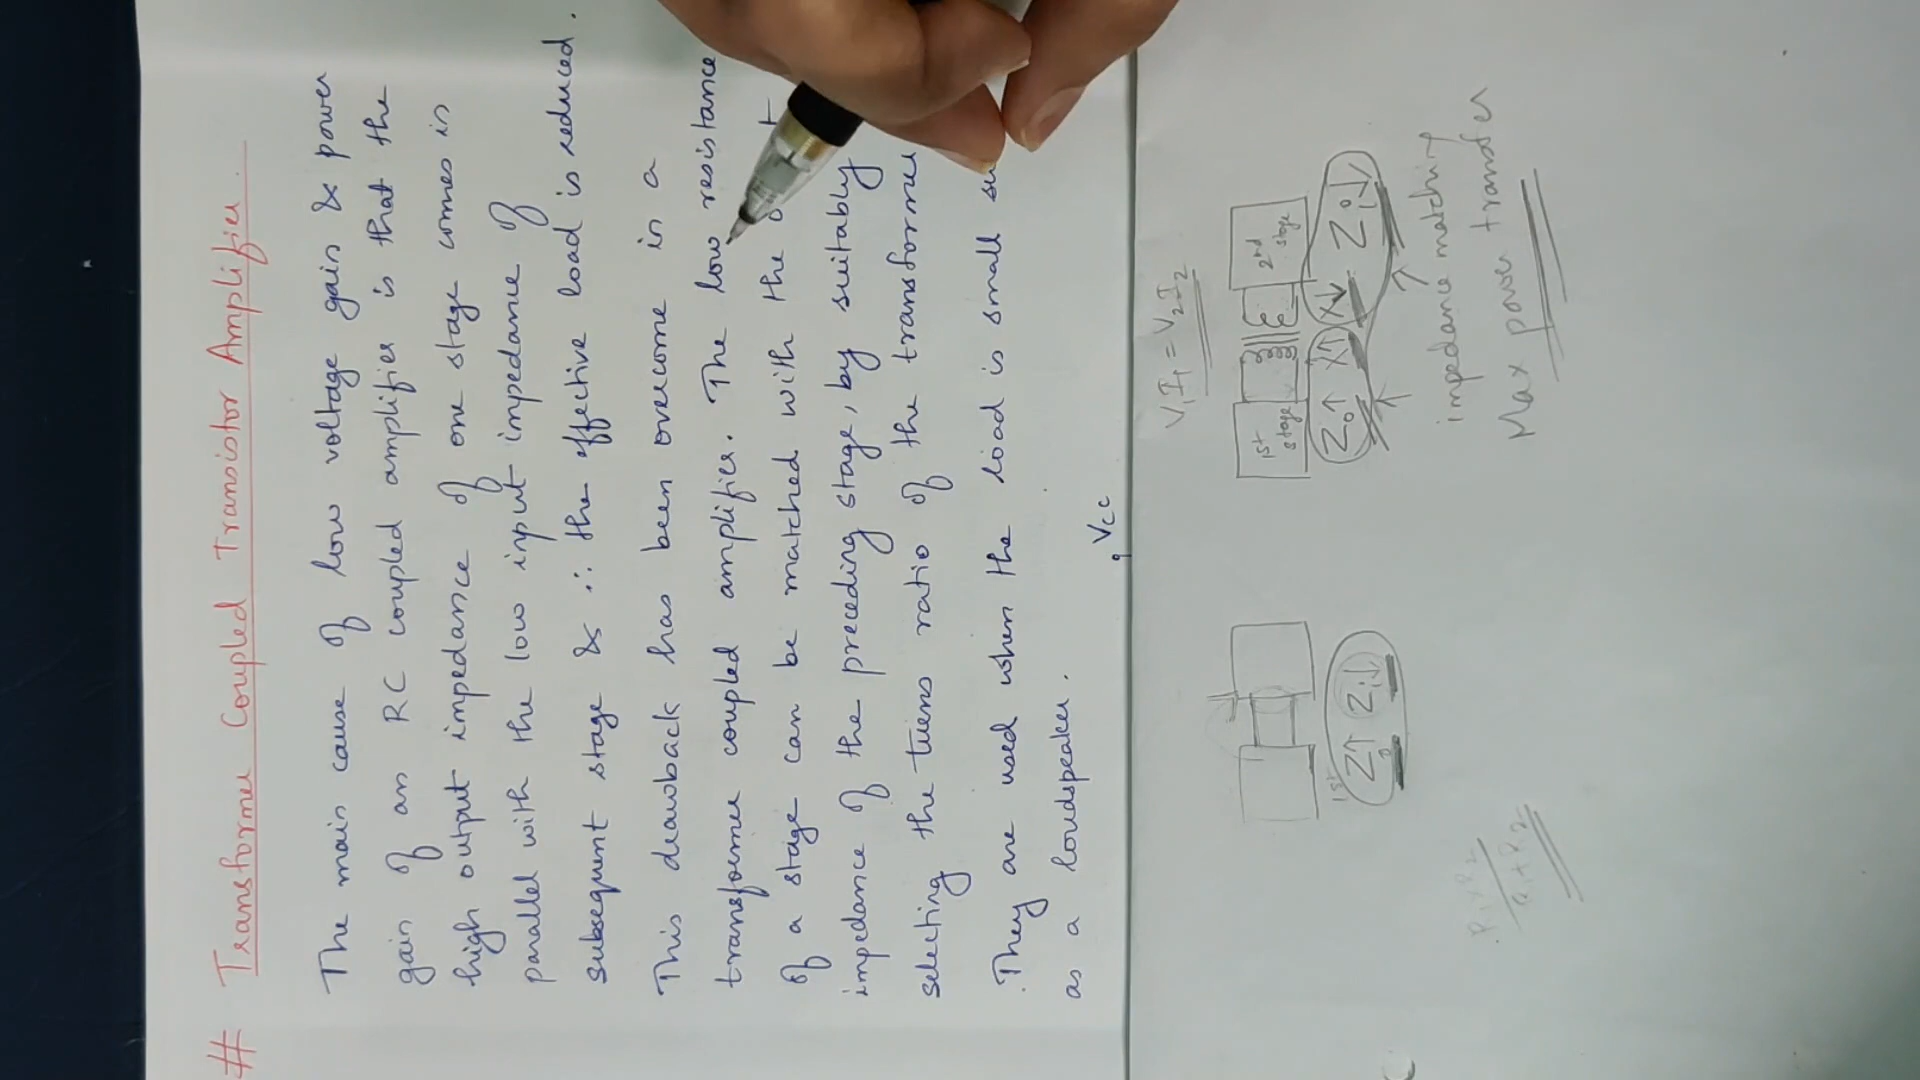 # Transformer Coupled Transistor Amplifier.
The main cause of low voltage gain & power
gain of an RC coupled amplifier is that the
high output impedance of one stage comes in
parallel with the low input impedance of
subsequent stage & ∴ the effective load is reduced.
This drawback has been overcome in a
transformer coupled amplifier. The low resistance
of a stage can be matched with the
impedance of the preceding stage, by suitably
selecting the turns ratio of the transformer
They are used when the load is small
as a loudspeaker.
Vcc
V₁I₁ = V₂I₂
1st stage
2nd stage
Z₀↑ X↑ X↓ Zi↓
impedance matching
Max power transfer
1st
Z₀↑ Zi↓